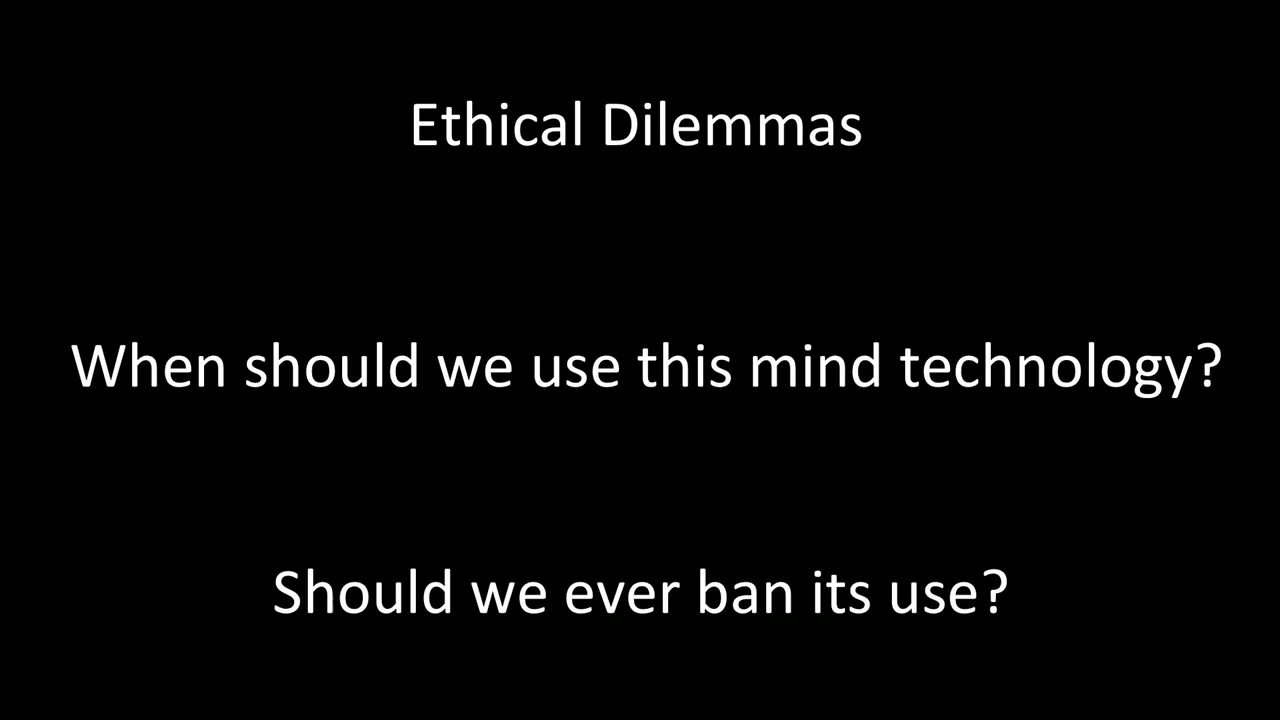 Ethical Dilemmas
When should we use this mind technology?
Should we ever ban its use?